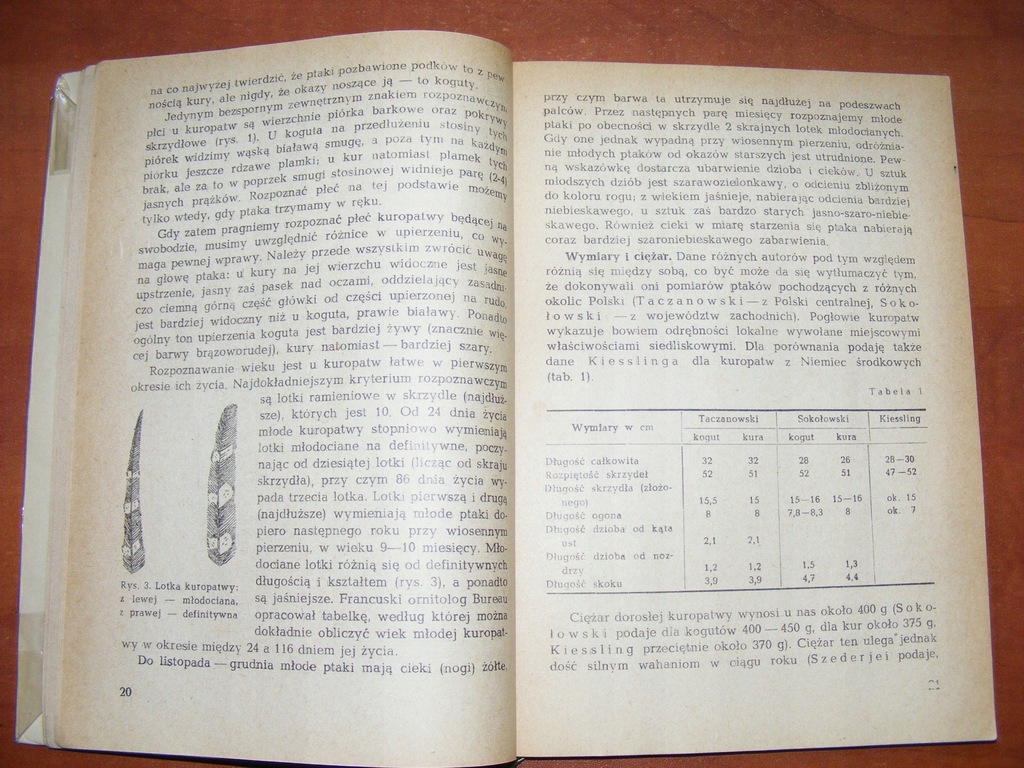 na co najwyżej twierdzić, że ptaki pozbawione podków to z pew-
nością kury, ale nigdy, że okazy noszące ją — to koguty.
Jedynym bezspornym zewnętrznym znakiem rozpoznawczym
płci u kuropatw są wierzchnie piórka barkowe oraz pokrywy
skrzydłowe (rys. 1). U koguta na przedłużeniu stosiny tych
piórek widzimy wąską białawą smugę, a poza tym na każdym
piórku jeszcze rdzawe plamki; u kur natomiast plamek tych
brak, ale za to w poprzek smugi stosinowej widnieje parę (2-4)
jasnych prążków. Rozpoznać płeć na tej podstawie możemy
tylko wtedy, gdy ptaka trzymamy w ręku.
Gdy zatem pragniemy rozpoznać płeć kuropatwy będącej na
swobodzie, musimy uwzględnić różnice w upierzeniu, co wy-
maga pewnej wprawy. Należy przede wszystkim zwrócić uwagę
na głowę ptaka: u kury na jej wierzchu widoczne jest jasne
upstrzenie, jasny zaś pasek nad oczami, oddzielający zasadni-
czo ciemną górną część główki od części upierzonej na rudo,
jest bardziej widoczny niż u koguta, prawie białawy. Ponadto
ogólny ton upierzenia koguta jest bardziej żywy (znacznie wię-
cej barwy brązoworudej), kury natomiast — bardziej szary.
Rozpoznawanie wieku jest u kuropatw łatwe w pierwszym
okresie ich życia. Najdokładniejszym kryterium rozpoznawczym
są lotki ramieniowe w skrzydle (najdłuż-
sze), których jest 10. Od 24 dnia życia
młode kuropatwy stopniowo wymieniają
lotki młodociane na definitywne, poczy-
nając od dziesiątej lotki (licząc od skraju
skrzydła), przy czym 86 dnia życia wy-
pada trzecia lotka. Lotki pierwszą i drugą
(najdłuższe) wymieniają młode ptaki do-
piero następnego roku przy wiosennym
pierzeniu, w wieku 9—10 miesięcy. Mło-
dociane lotki różnią się od definitywnych
długością i kształtem (rys. 3), a ponadto
są jaśniejsze. Francuski ornitolog Bureau
opracował tabelkę, według której można
dokładnie obliczyć wiek młodej kuropat-
wy w okresie między 24 a 116 dniem jej życia.
Do listopada — grudnia młode ptaki mają cieki (nogi) żółte,
Rys. 3. Lotka kuropatwy:
z lewej — młodociana,
z prawej — definitywna
20
przy czym barwa ta utrzymuje się najdłużej na podeszwach
palców. Przez następnych parę miesięcy rozpoznajemy młode
ptaki po obecności w skrzydle 2 skrajnych lotek młodocianych.
Gdy one jednak wypadną przy wiosennym pierzeniu, odróżnia-
nie młodych ptaków od okazów starszych jest utrudnione. Pew-
ną wskazówkę dostarcza ubarwienie dzioba i cieków. U sztuk
młodszych dziób jest szarawozielonkawy, o odcieniu zbliżonym
do koloru rogu; z wiekiem jaśnieje, nabierając odcienia bardziej
niebieskawego, u sztuk zaś bardzo starych jasno-szaro-niebie-
skawego. Również cieki w miarę starzenia się ptaka nabierają
coraz bardziej szaroniebieskawego zabarwienia.
Wymiary i ciężar. Dane różnych autorów pod tym względem
różnią się między sobą, co być może da się wytłumaczyć tym,
że dokonywali oni pomiarów ptaków pochodzących z różnych
okolic Polski (Taczanowski — z Polski centralnej, Soko-
łowski — z województw zachodnich). Pogłowie kuropatw
wykazuje bowiem odrębności lokalne wywołane miejscowymi
właściwościami siedliskowymi. Dla porównania podaję także
dane Kiesslinga dla kuropatw z Niemiec środkowych
(tab. 1).
Tabela 1
Wymiary w cm Taczanowski Sokołowski Kiessling
kogut kura kogut kura
Długość całkowita 32 32 28 26 28—30
Rozpiętość skrzydeł 52 51 52 51 47—52
Długość skrzydła (złożo-
nego) 15,5 15 15—16 15—16 ok. 15
Długość ogona 8 8 7,8—8,3 8 ok. 7
Długość dzioba od kąta
ust 2,1 2,1
Długość dzioba od noz-
drzy 1,2 1,2 1,5 1,3
Długość skoku 3,9 3,9 4,7 4,4
Ciężar dorosłej kuropatwy wynosi u nas około 400 g (Soko-
łowski podaje dla kogutów 400 — 450 g, dla kur około 375 g,
Kiessling przeciętnie około 370 g). Ciężar ten ulega jednak
dość silnym wahaniom w ciągu roku (Szederjei podaje,
21